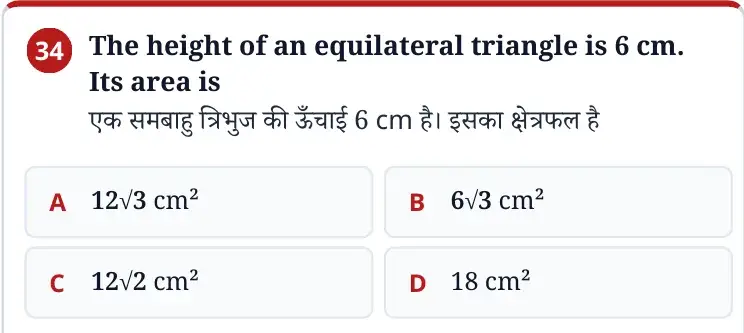 34 The height of an equilateral triangle is 6 cm.
Its area is
एक समबाहु त्रिभुज की ऊँचाई 6 cm है। इसका क्षेत्रफल है
A 12√3 cm²
B 6√3 cm²
C 12√2 cm²
D 18 cm²